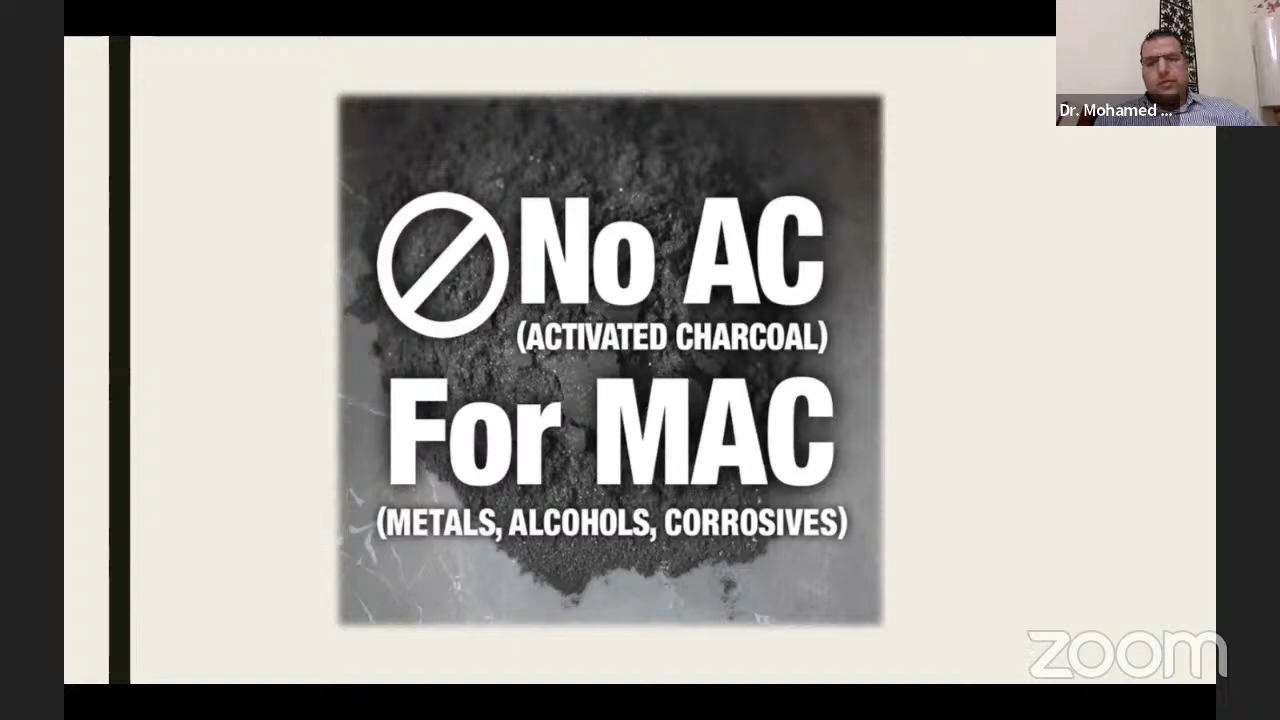 Dr. Mohamed ...
No AC
(ACTIVATED CHARCOAL)
For MAC
(METALS, ALCOHOLS, CORROSIVES)
zoom